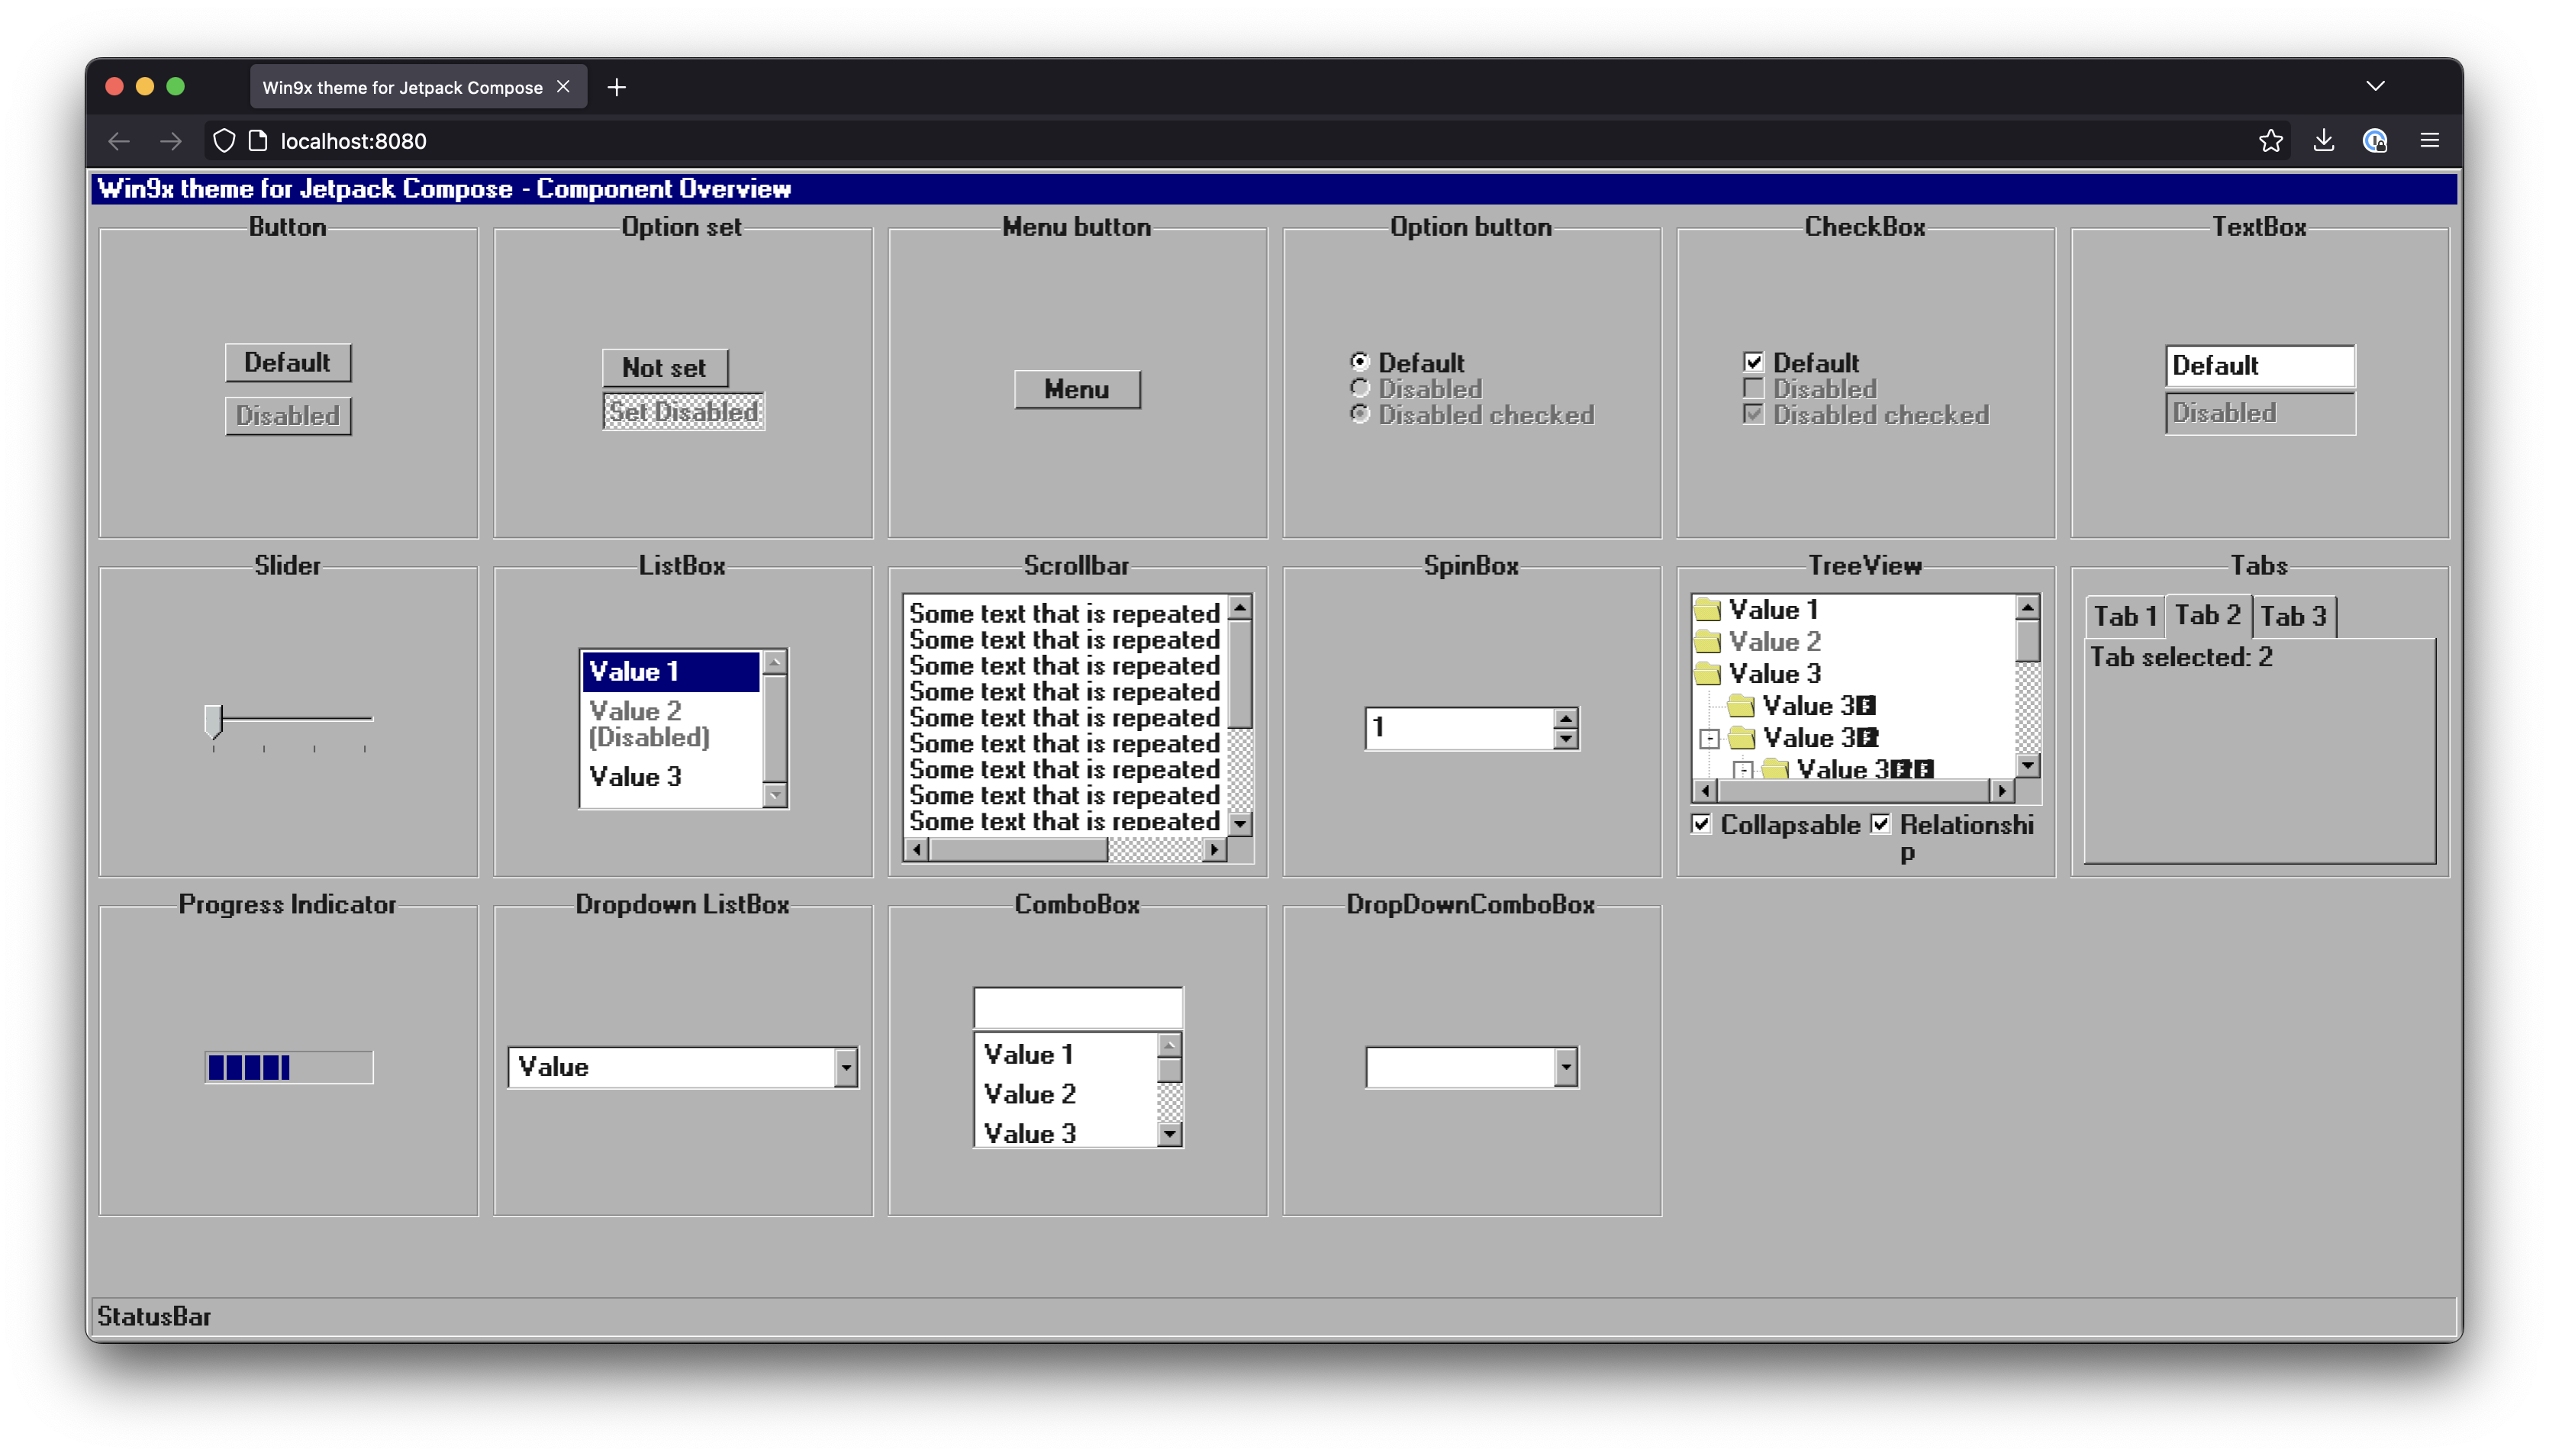 Win9x theme for Jetpack Compose
localhost:8080
Win9x theme for Jetpack Compose - Component Overview
Button
Default
Disabled
Option set
Not set
Set Disabled
Menu button
Menu
Option button
Default
Disabled
Disabled checked
CheckBox
Default
Disabled
Disabled checked
TextBox
Default
Disabled
Slider
ListBox
Value 1
Value 2
(Disabled)
Value 3
Scrollbar
Some text that is repeated
Some text that is repeated
Some text that is repeated
Some text that is repeated
Some text that is repeated
Some text that is repeated
Some text that is repeated
Some text that is repeated
Some text that is repeated
SpinBox
1
TreeView
Value 1
Value 2
Value 3
Value 3
Value 3
Value 3
Collapsable
Relationshi
p
Tabs
Tab 1 Tab 2 Tab 3
Tab selected: 2
Progress Indicator
Dropdown ListBox
Value
ComboBox
Value 1
Value 2
Value 3
DropDownComboBox
StatusBar